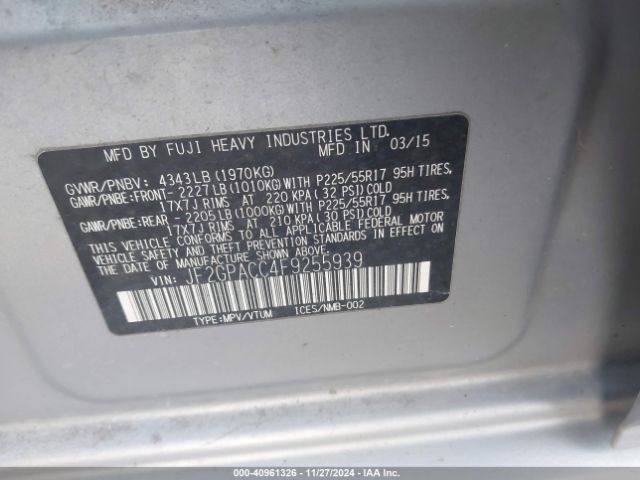 MFD BY FUJI HEAVY INDUSTRIES LTD.
MFD IN 03/15
GVWR/PNBV: 4343LB (1970KG)
GAWR/PNBE:FRONT- 2227LB (1010KG) WITH P225/55R17 95H TIRES,
17X7J RIMS AT 220 KPA (32 PSI) COLD
GAWR/PNBE:REAR - 2205LB (1000KG) WITH P225/55R17 95H TIRES,
17X7J RIMS AT 210 KPA (30 PSI) COLD
THIS VEHICLE CONFORMS TO ALL APPLICABLE FEDERAL MOTOR
VEHICLE SAFETY AND THEFT PREVENTION STANDARDS IN EFFECT ON
THE DATE OF MANUFACTURE SHOWN ABOVE.
VIN: JF2GPACC4F9255939
TYPE:MPV/VTUM ICES/NMB-002
000-40961326 - 11/27/2024 - IAAI.com